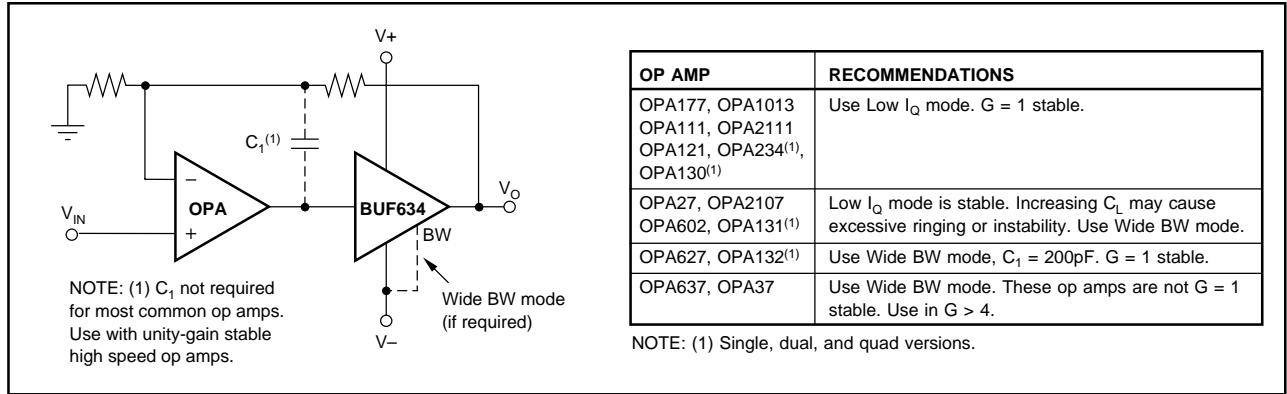 V+
C1(1)
–
OPA
+
VIN
BUF634
VO
BW
NOTE: (1) C1 not required
for most common op amps.
Use with unity-gain stable
high speed op amps.
Wide BW mode
(if required)
V–
OP AMP RECOMMENDATIONS
OPA177, OPA1013 Use Low IQ mode. G = 1 stable.
OPA111, OPA2111
OPA121, OPA234(1),
OPA130(1)
OPA27, OPA2107 Low IQ mode is stable. Increasing CL may cause
OPA602, OPA131(1) excessive ringing or instability. Use Wide BW mode.
OPA627, OPA132(1) Use Wide BW mode, C1 = 200pF. G = 1 stable.
OPA637, OPA37 Use Wide BW mode. These op amps are not G = 1
stable. Use in G > 4.
NOTE: (1) Single, dual, and quad versions.